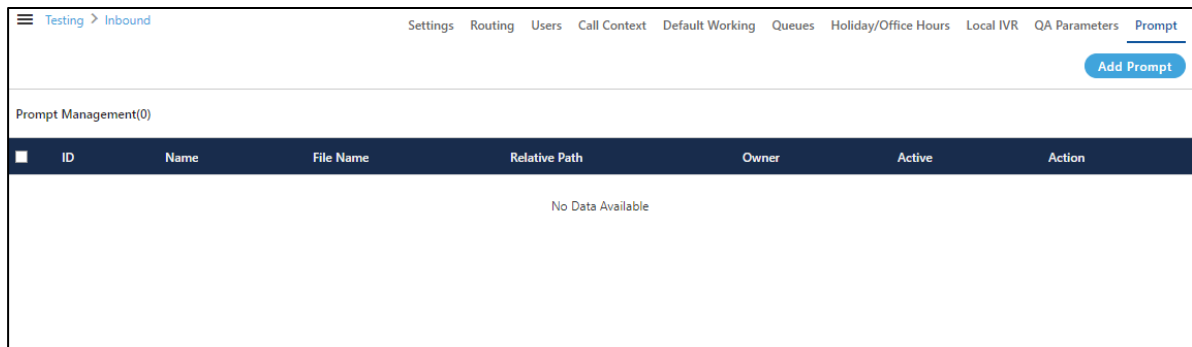 Testing > Inbound
Settings Routing Users Call Context Default Working Queues Holiday/Office Hours Local IVR QA Parameters Prompt
Add Prompt
Prompt Management(0)
ID Name File Name Relative Path Owner Active Action
No Data Available